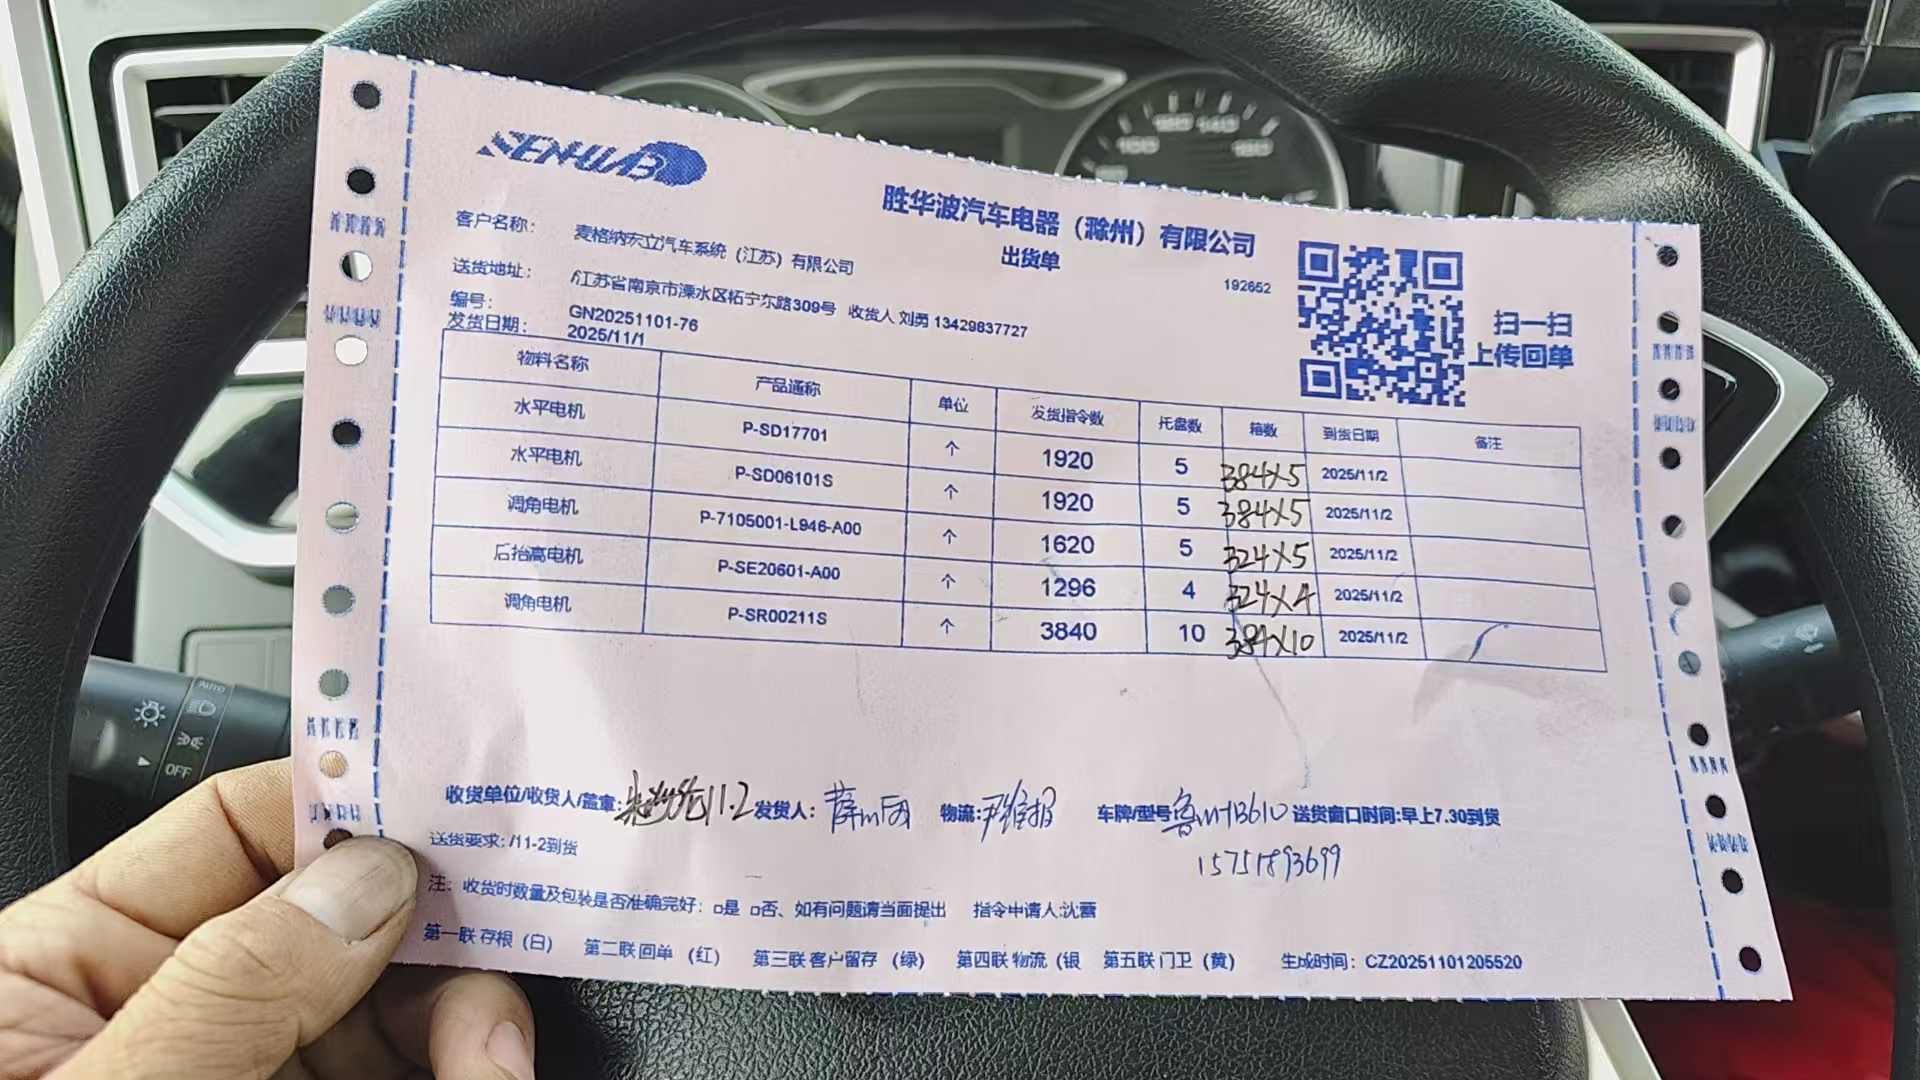 SENHWAB
胜华波汽车电器（滁州）有限公司
出货单
192652
扫一扫
上传回单
客户名称： 麦格纳宏立汽车系统（江苏）有限公司
送货地址： /江苏省南京市溧水区柘宁东路309号 收货人 刘勇 13429837727
编号： GN20251101-76
发货日期： 2025/11/1
物料名称 产品通称 单位 发货指令数 托盘数 箱数 到货日期 备注
水平电机 P-SD17701 个 1920 5 384×5 2025/11/2
水平电机 P-SD06101S 个 1920 5 384×5 2025/11/2
调角电机 P-7105001-L946-A00 个 1620 5 324×5 2025/11/2
后抬高电机 P-SE20601-A00 个 1296 4 324×4 2025/11/2
调角电机 P-SR00211S 个 3840 10 384×10 2025/11/2
收货单位/收货人/盖章： 11.2 发货人： 物流： 车牌/型号 送货窗口时间:早上7.30到货
15751893699
送货要求: /11-2到货
注： 收货时数量及包装是否准确完好：□是 □否、如有问题请当面提出 指令申请人:沈蕾
第一联 存根（白） 第二联 回单 （红） 第三联 客户留存 （绿） 第四联 物流（银 第五联 门卫（黄） 生成时间：CZ20251101205520
AUTO
OFF